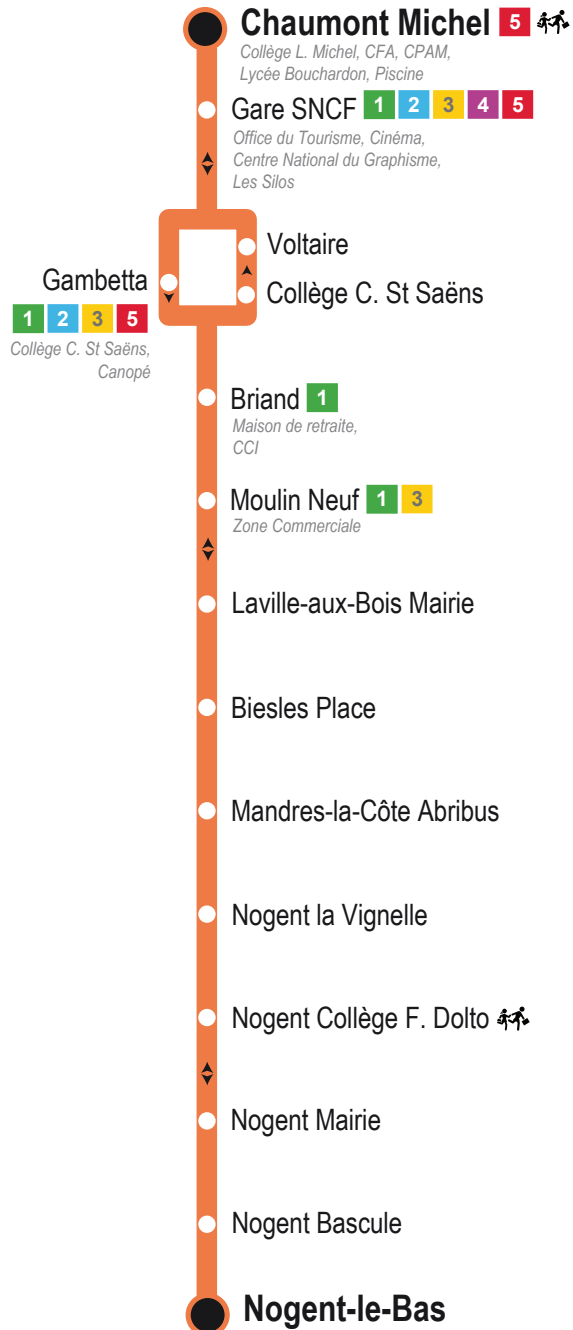 Chaumont Michel 5
Collège L. Michel, CFA, CPAM,
Lycée Bouchardon, Piscine
Gare SNCF 1 2 3 4 5
Office du Tourisme, Cinéma,
Centre National du Graphisme,
Les Silos
Voltaire
Gambetta
Collège C. St Saëns
1 2 3 5
Collège C. St Saëns,
Canopé
Briand 1
Maison de retraite,
CCI
Moulin Neuf 1 3
Zone Commerciale
Laville-aux-Bois Mairie
Biesles Place
Mandres-la-Côte Abribus
Nogent la Vignelle
Nogent Collège F. Dolto
Nogent Mairie
Nogent Bascule
Nogent-le-Bas